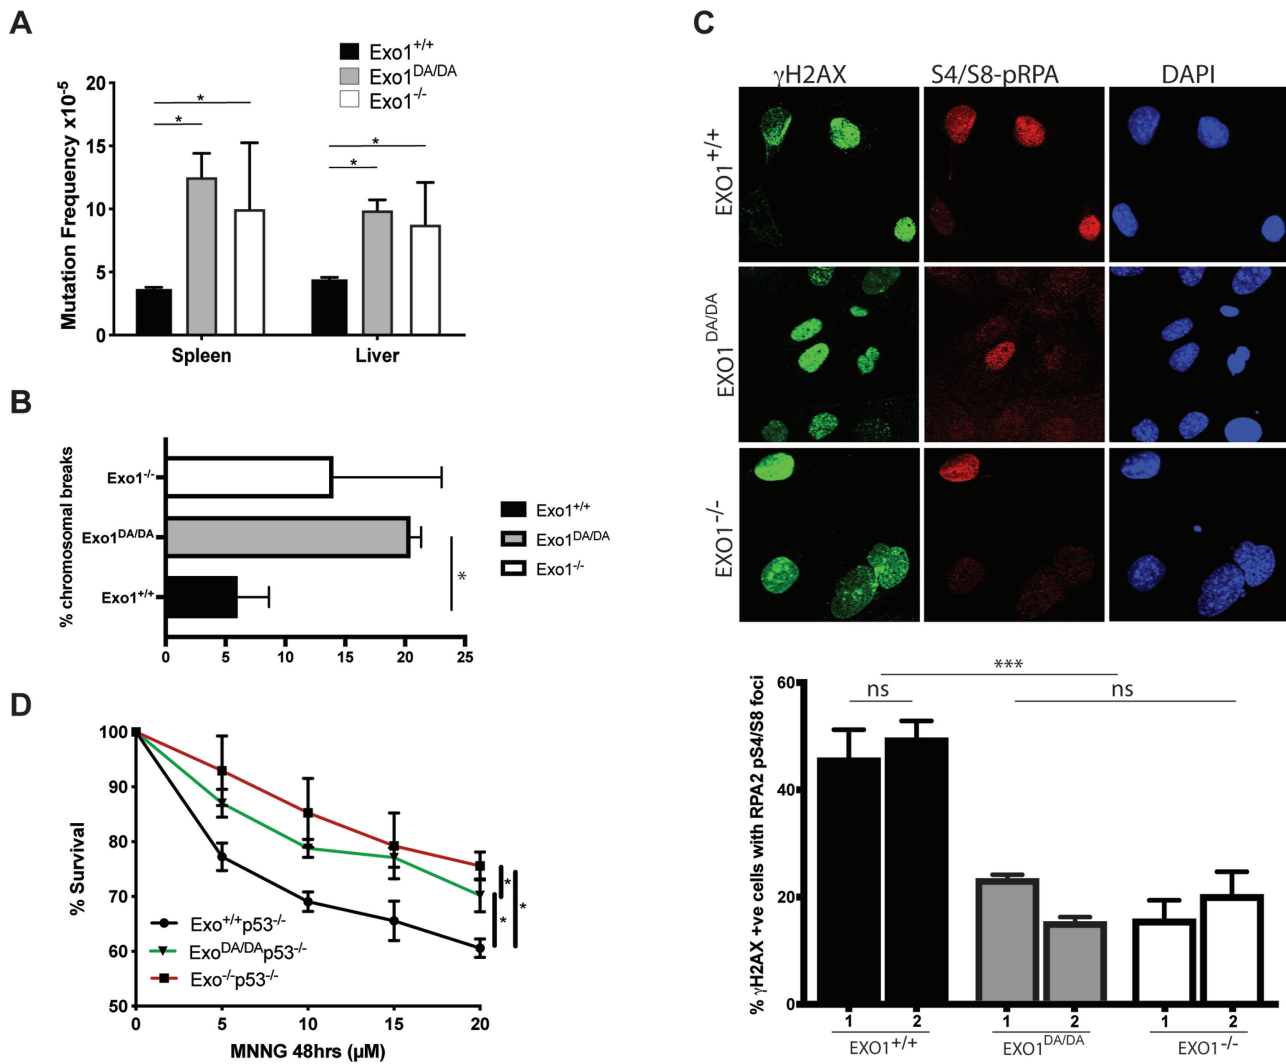 A
Exo1+/+
Exo1DA/DA
Exo1-/-
Mutation Frequency x10-5
20
15
10
5
0
*
*
*
*
Spleen
Liver
B
% chromosomal breaks
Exo1-/-
Exo1DA/DA
Exo1+/+
*
0 5 10 15 20 25
Exo1+/+
Exo1DA/DA
Exo1-/-
C
γH2AX S4/S8-pRPA DAPI
EXO1+/+
EXO1DA/DA
EXO1-/-
% γH2AX +ve cells with RPA2 pS4/S8 foci
60
40
20
0
***
ns
ns
1 2 1 2 1 2
EXO1+/+ EXO1DA/DA EXO1-/-
D
% Survival
100
90
80
70
60
50
Exo+/+p53-/-
ExoDA/DAp53-/-
Exo-/-p53-/-
*
*
*
0 5 10 15 20
MNNG 48hrs (µM)